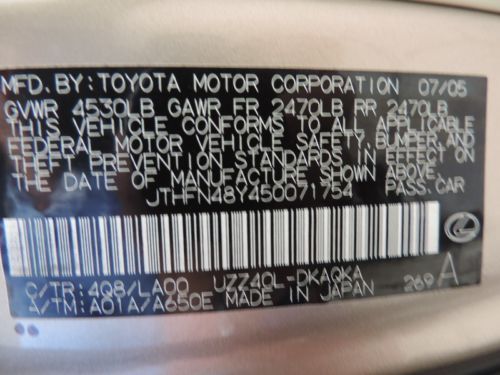 MFD. BY: TOYOTA MOTOR CORPORATION 07/05
GVWR 4530LB GAWR FR 2470LB RR 2470LB
THIS VEHICLE CONFORMS TO ALL APPLICABLE
FEDERAL MOTOR VEHICLE SAFETY, BUMPER, AND
THEFT PREVENTION STANDARDS IN EFFECT ON
THE DATE OF MANUFACTURE SHOWN ABOVE.
JTHFN48Y450071754 PASS. CAR
C/TR: 4Q8/LA00 UZZ40L-DKAQKA
A/TM: A01A/A650E MADE IN JAPAN 269 A